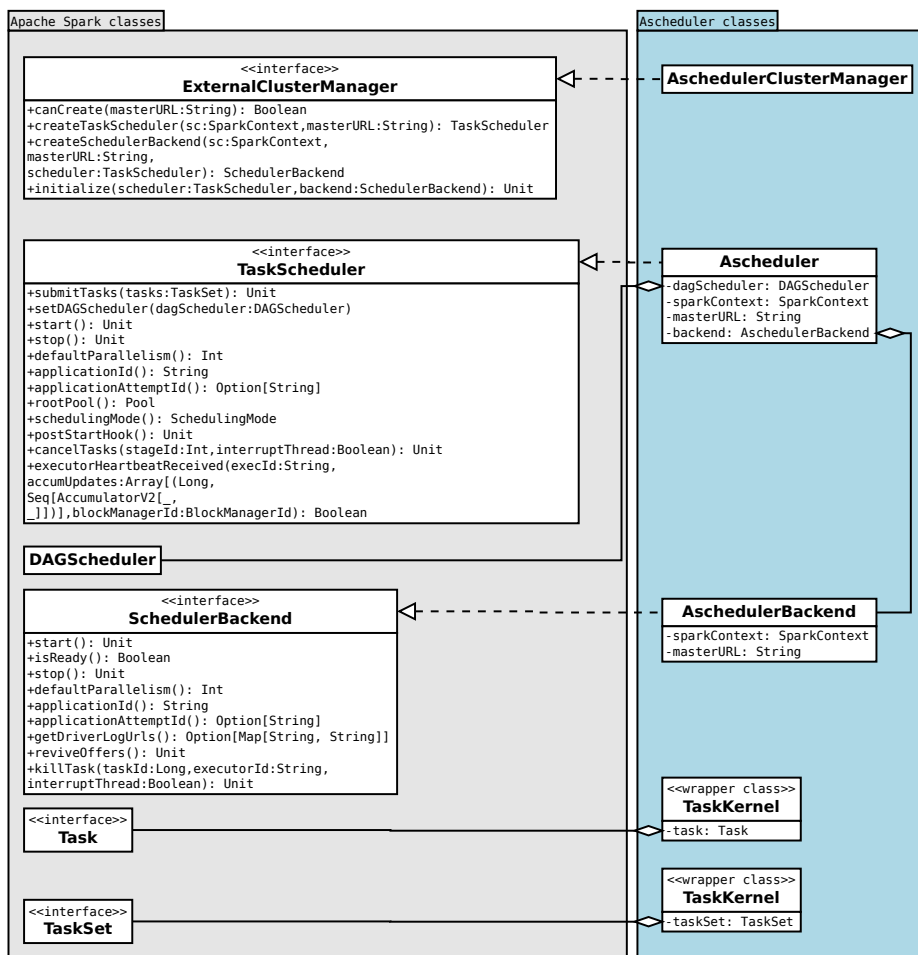 Apache Spark classes
<<interface>>
ExternalClusterManager
+canCreate(masterURL:String): Boolean
+createTaskScheduler(sc:SparkContext,masterURL:String): TaskScheduler
+createSchedulerBackend(sc:SparkContext,
masterURL:String,
scheduler:TaskScheduler): SchedulerBackend
+initialize(scheduler:TaskScheduler,backend:SchedulerBackend): Unit
<<interface>>
TaskScheduler
+submitTasks(tasks:TaskSet): Unit
+setDAGScheduler(dagScheduler:DAGScheduler)
+start(): Unit
+stop(): Unit
+defaultParallelism(): Int
+applicationId(): String
+applicationAttemptId(): Option[String]
+rootPool(): Pool
+schedulingMode(): SchedulingMode
+postStartHook(): Unit
+cancelTasks(stageId:Int,interruptThread:Boolean): Unit
+executorHeartbeatReceived(execId:String,
accumUpdates:Array[(Long,
Seq[AccumulatorV2[_,
_]])],blockManagerId:BlockManagerId): Boolean
DAGScheduler
<<interface>>
SchedulerBackend
+start(): Unit
+isReady(): Boolean
+stop(): Unit
+defaultParallelism(): Int
+applicationId(): String
+applicationAttemptId(): Option[String]
+getDriverLogUrls(): Option[Map[String, String]]
+reviveOffers(): Unit
+killTask(taskId:Long,executorId:String,
interruptThread:Boolean): Unit
<<interface>>
Task
<<interface>>
TaskSet
Ascheduler classes
AschedulerClusterManager
Ascheduler
-dagScheduler: DAGScheduler
-sparkContext: SparkContext
-masterURL: String
-backend: AschedulerBackend
AschedulerBackend
-sparkContext: SparkContext
-masterURL: String
<<wrapper class>>
TaskKernel
-task: Task
<<wrapper class>>
TaskKernel
-taskSet: TaskSet